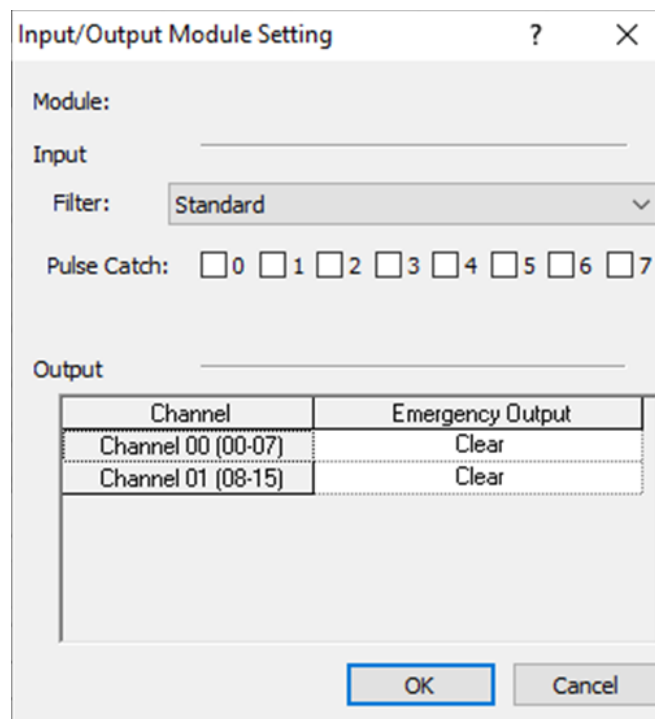 Input/Output Module Setting ? ×
Module:
Input
Filter: Standard
Pulse Catch: 0 1 2 3 4 5 6 7
Output
Channel Emergency Output
Channel 00 (00-07) Clear
Channel 01 (08-15) Clear
OK Cancel